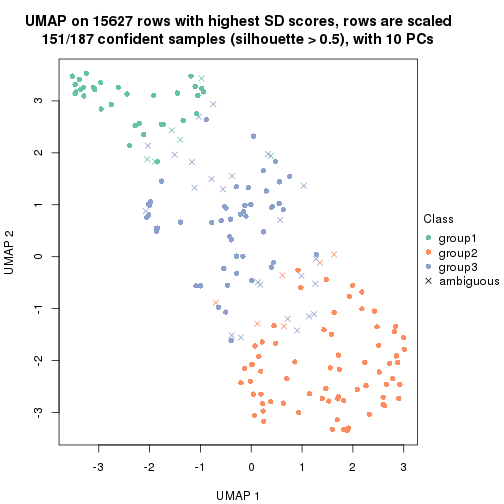 UMAP on 15627 rows with highest SD scores, rows are scaled
151/187 confident samples (silhouette > 0.5), with 10 PCs
3
2
1
0
-1
-2
-3
UMAP 2
-3
-2
-1
0
1
2
3
UMAP 1
Class
group1
group2
group3
ambiguous